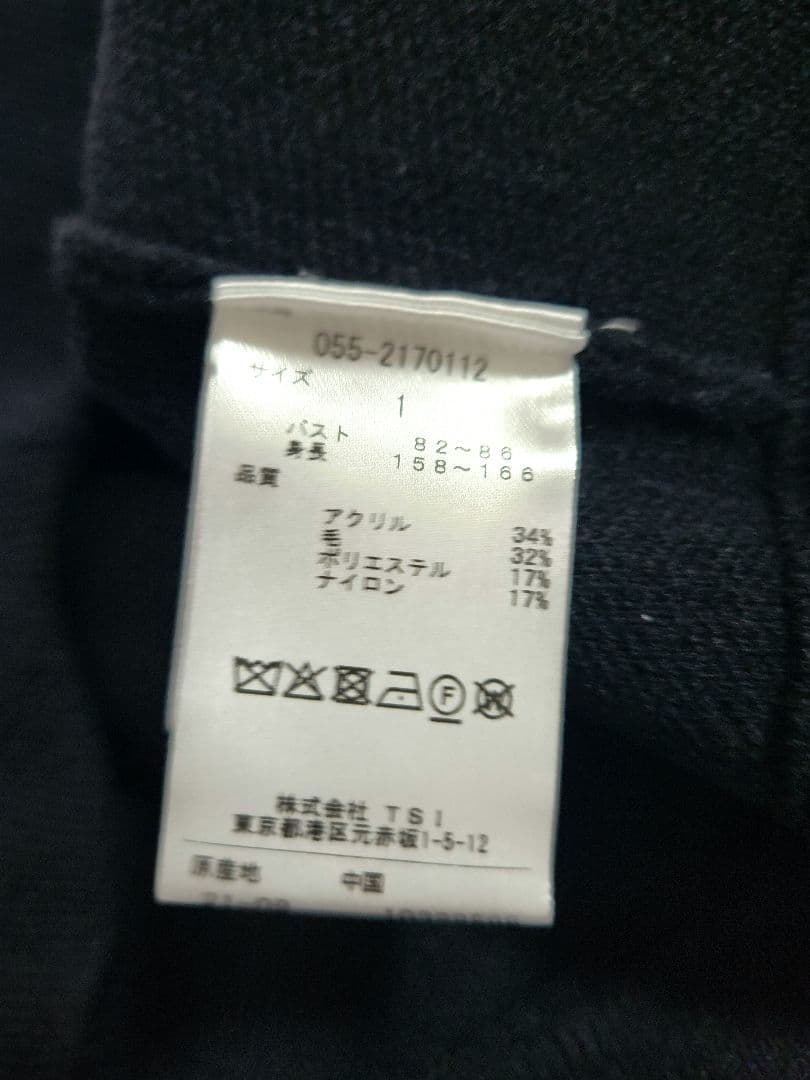 055-2170112
サイズ
1
バスト 82～86
身長 158～166
品質
アクリル 34%
毛 32%
ポリエステル 17%
ナイロン 17%
F
W
株式会社 TSI
東京都港区元赤坂1-5-12
原産地 中国